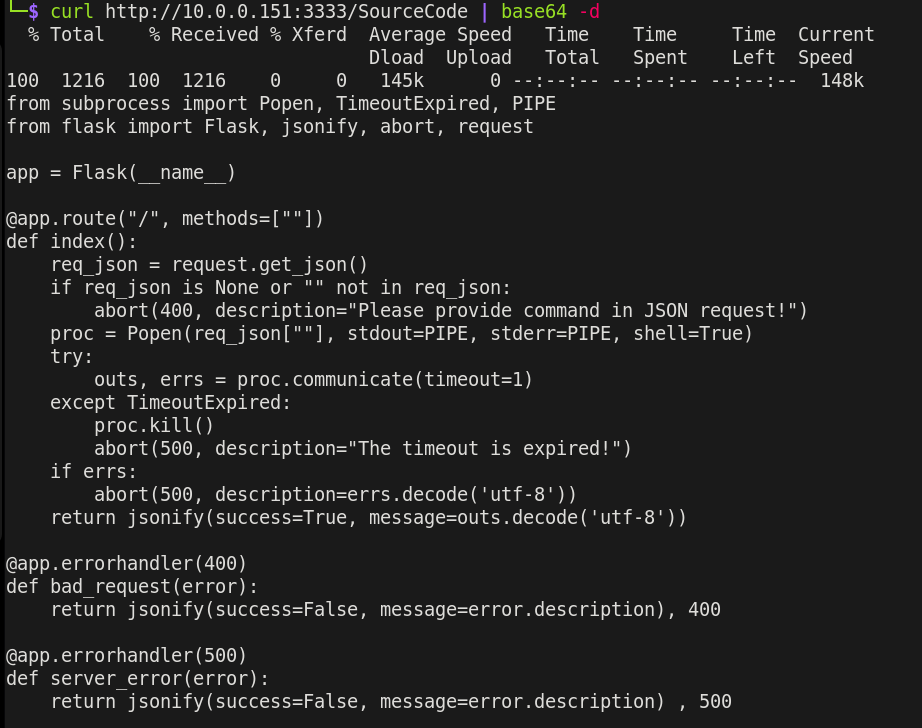 └─$ curl http://10.0.0.151:3333/SourceCode | base64 -d
  % Total    % Received % Xferd  Average Speed   Time    Time     Time  Current
                                 Dload  Upload   Total   Spent    Left  Speed
100  1216  100  1216    0     0   145k      0 --:--:-- --:--:-- --:--:--  148k
from subprocess import Popen, TimeoutExpired, PIPE
from flask import Flask, jsonify, abort, request

app = Flask(__name__)

@app.route("/", methods=[""])
def index():
    req_json = request.get_json()
    if req_json is None or "" not in req_json:
        abort(400, description="Please provide command in JSON request!")
    proc = Popen(req_json[""], stdout=PIPE, stderr=PIPE, shell=True)
    try:
        outs, errs = proc.communicate(timeout=1)
    except TimeoutExpired:
        proc.kill()
        abort(500, description="The timeout is expired!")
    if errs:
        abort(500, description=errs.decode('utf-8'))
    return jsonify(success=True, message=outs.decode('utf-8'))

@app.errorhandler(400)
def bad_request(error):
    return jsonify(success=False, message=error.description), 400

@app.errorhandler(500)
def server_error(error):
    return jsonify(success=False, message=error.description) , 500